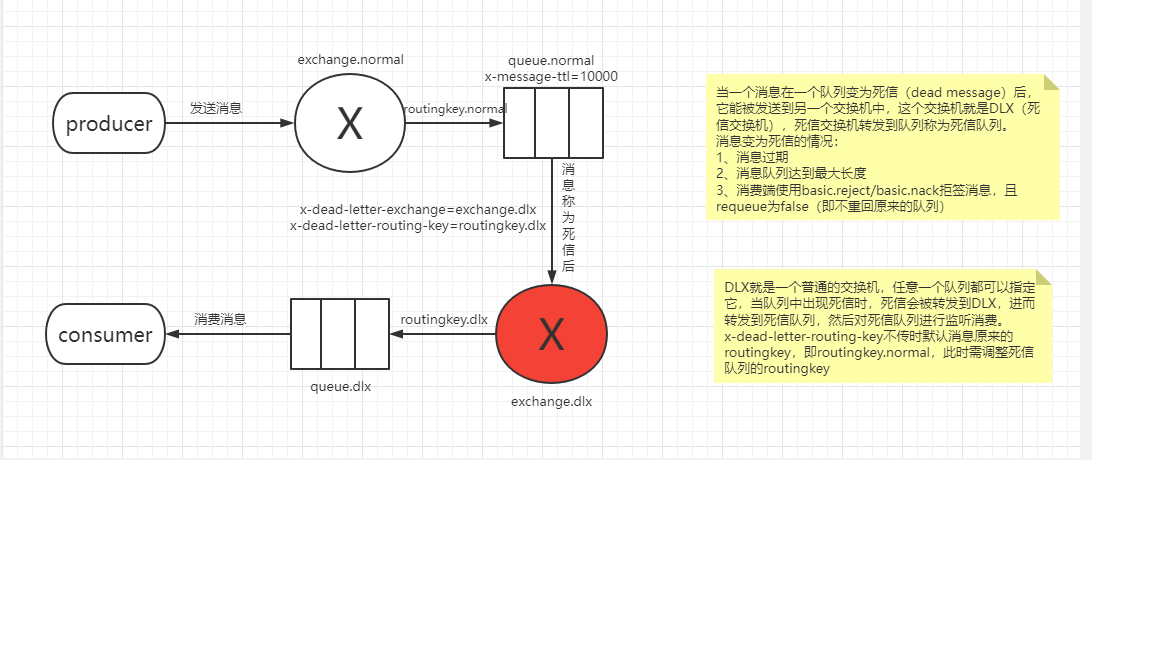 exchange.normal
queue.normal
x-message-ttl=10000
producer
发送消息
X
routingkey.normal
消
息
称
为
死
信
后
x-dead-letter-exchange=exchange.dlx
x-dead-letter-routing-key=routingkey.dlx
consumer
消费消息
queue.dlx
routingkey.dlx
X
exchange.dlx
当一个消息在一个队列变为死信（dead message）后，
它能被发送到另一个交换机中，这个交换机就是DLX（死
信交换机），死信交换机转发到队列称为死信队列。
消息变为死信的情况：
1、消息过期
2、消息队列达到最大长度
3、消费端使用basic.reject/basic.nack拒签消息，且
requeue为false（即不重回原来的队列）
DLX就是一个普通的交换机，任意一个队列都可以指定
它，当队列中出现死信时，死信会被转发到DLX，进而
转发到死信队列，然后对死信队列进行监听消费。
x-dead-letter-routing-key不传时默认消息原来的
routingkey，即routingkey.normal，此时需调整死信
队列的routingkey